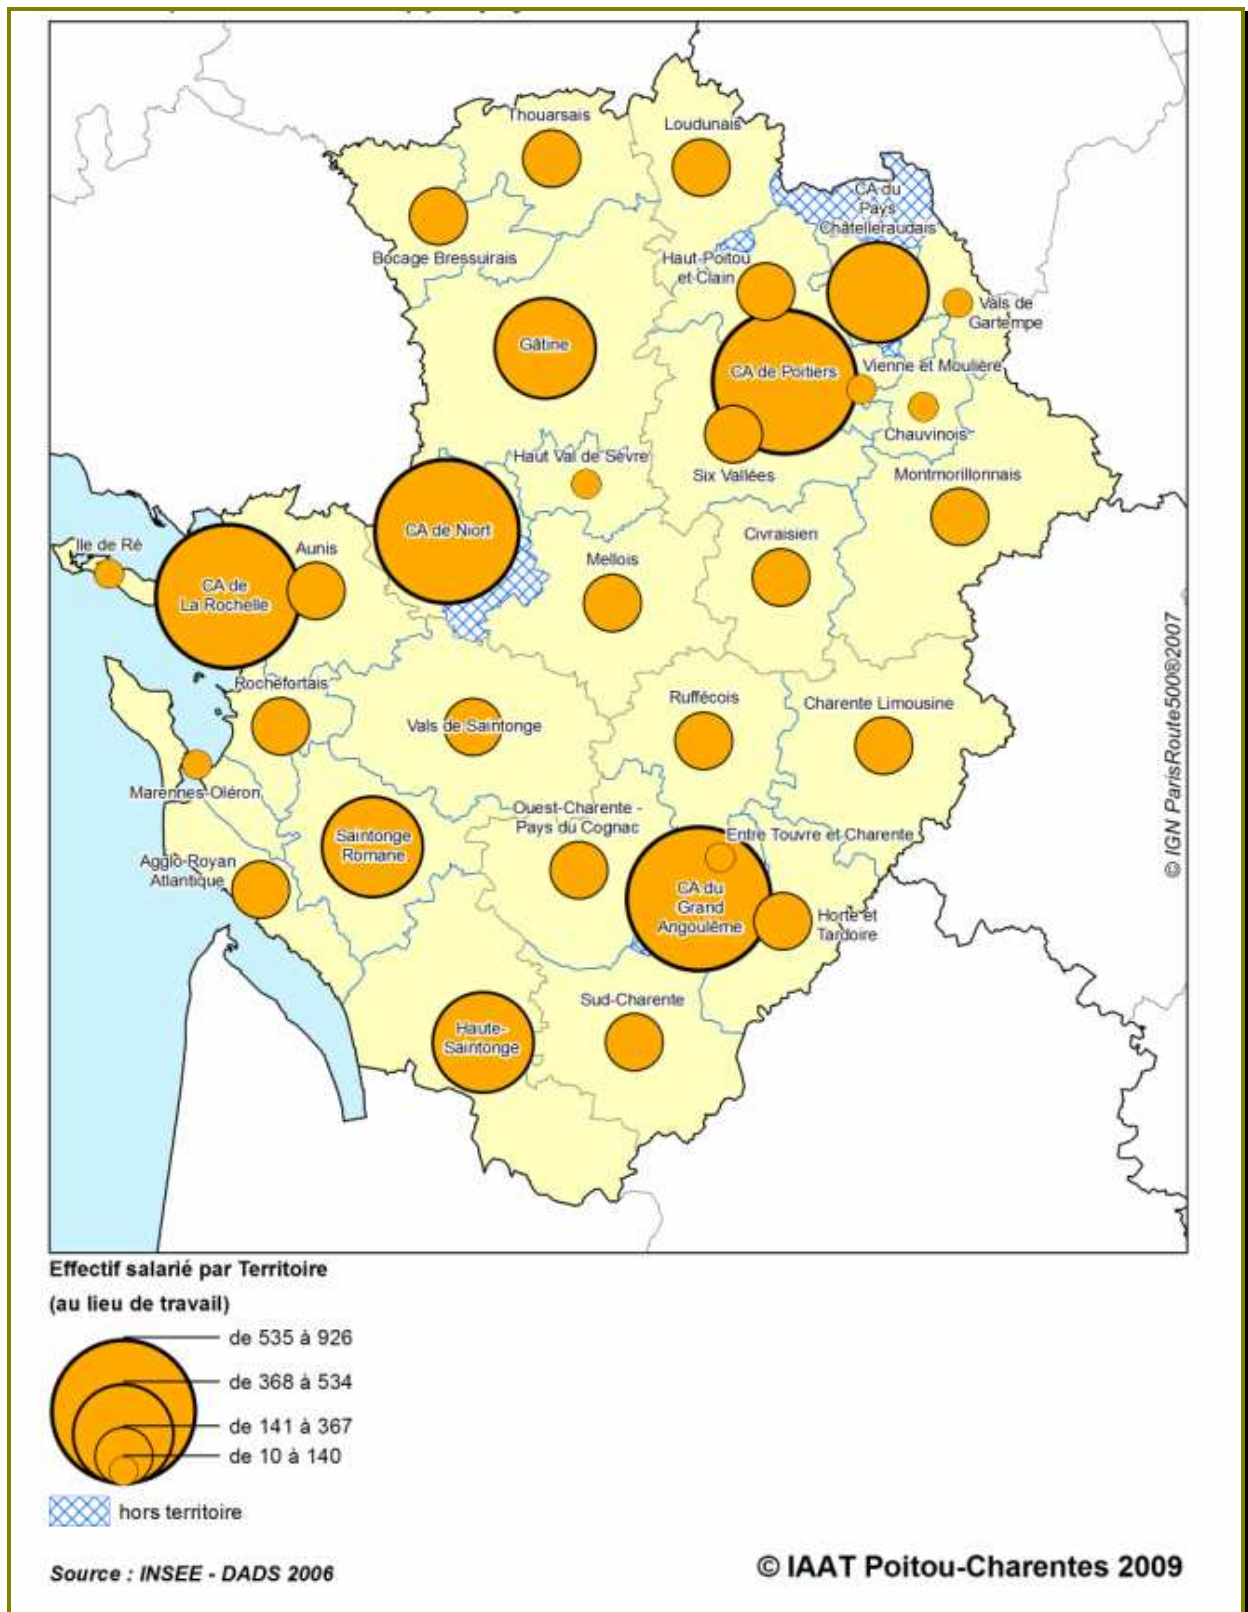 Thouarsais
Loudunais
CA du
Pays
Châtelleraudais
Bocage Bressuirais
Haut-Poitou
et Clain
Vals de
Gartempe
Gâtine
CA de Poitiers
Vienne et Moulière
Chauvinois
Haut Val de Sèvre
Six Vallées
Montmorillonnais
CA de Niort
Civraisien
Ile de Ré
Aunis
Mellois
CA de
La Rochelle
Rochefortais
Ruffécois
Charente Limousine
Vals de Saintonge
Marennes-Oléron
Ouest-Charente -
Pays du Cognac
Entre Touvre et Charente
Saintonge
Romane
Agglo-Royan
Atlantique
CA du
Grand
Angoulême
Horte et
Tardoire
Sud-Charente
Haute-
Saintonge
© IGN ParisRoute500®2007
Effectif salarié par Territoire
(au lieu de travail)
de 535 à 926
de 368 à 534
de 141 à 367
de 10 à 140
hors territoire
Source : INSEE - DADS 2006
© IAAT Poitou-Charentes 2009